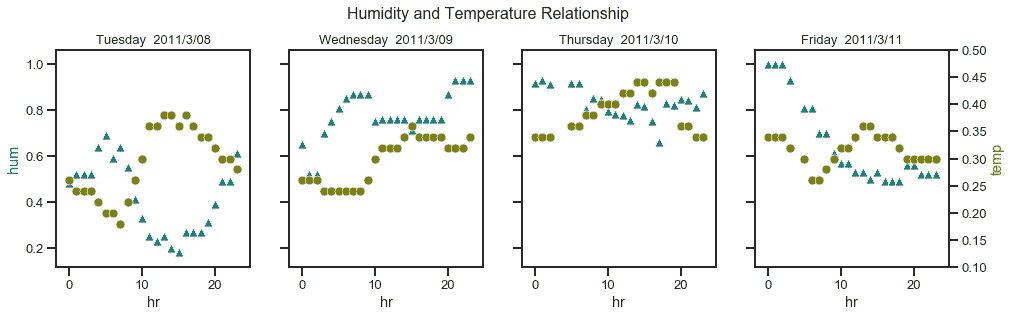 Humidity and Temperature Relationship
Tuesday  2011/3/08
Wednesday  2011/3/09
Thursday  2011/3/10
Friday  2011/3/11
hum
1.0
0.8
0.6
0.4
0.2
0 10 20
hr
0 10 20
hr
0 10 20
hr
0 10 20
hr
0.50
0.45
0.40
0.35
0.30
0.25
0.20
0.15
0.10
temp